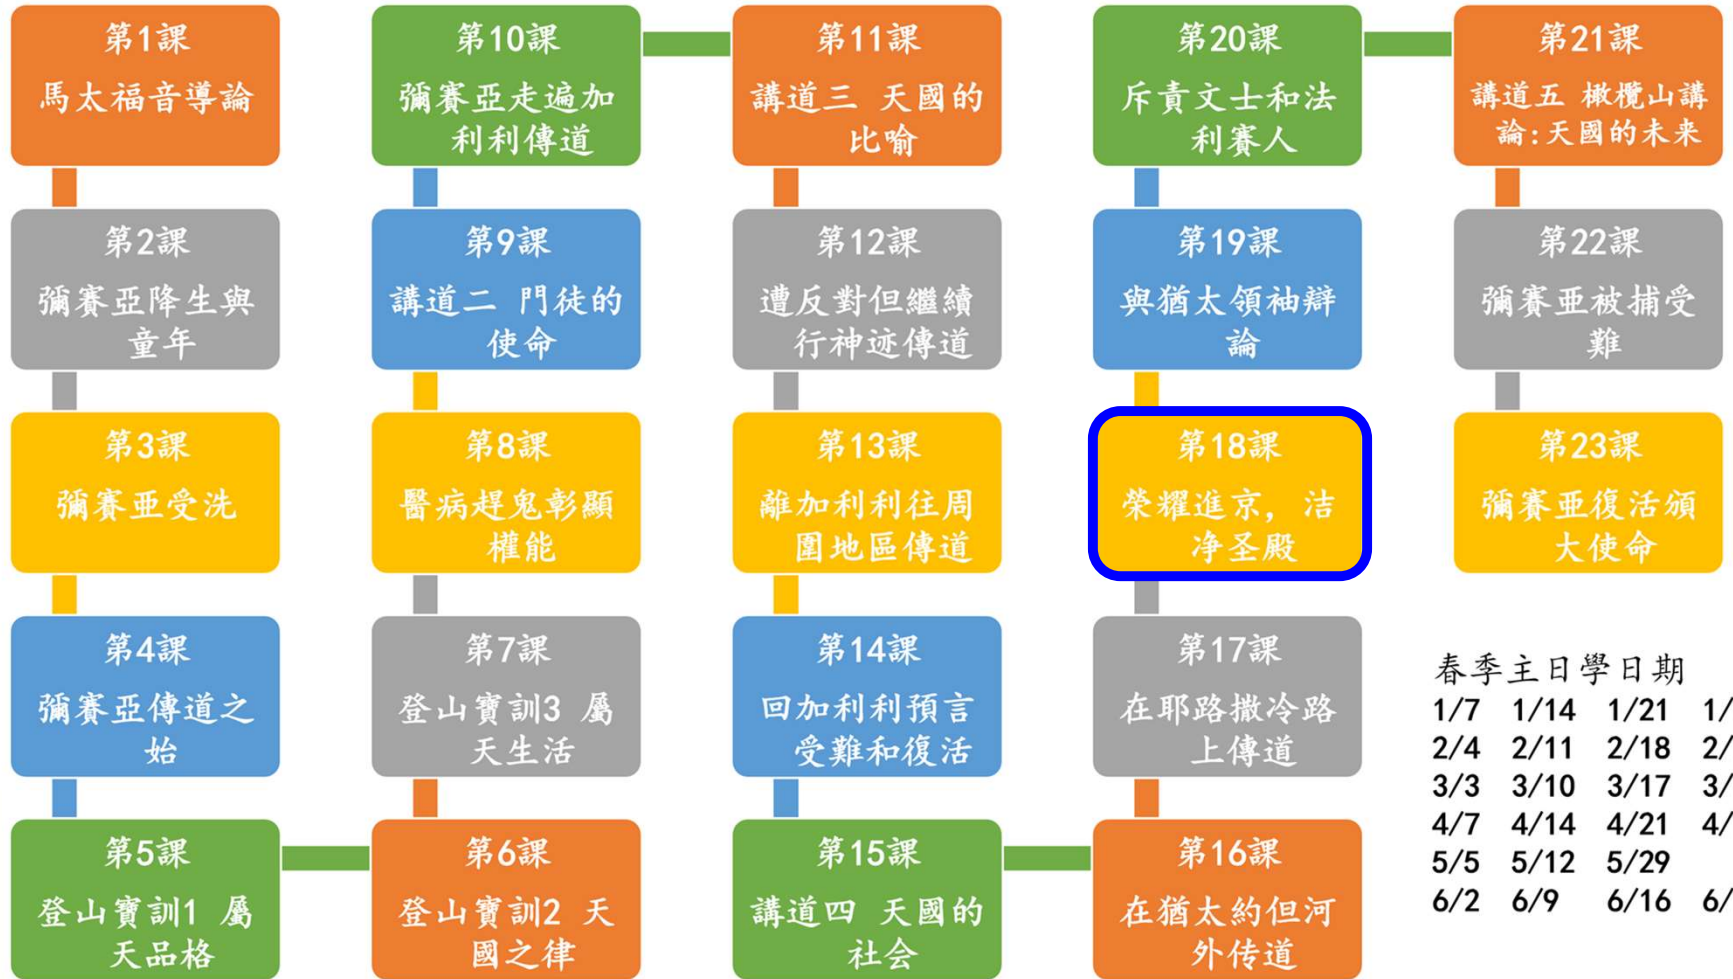 第1課
馬太福音導論
第2課
彌賽亞降生與
童年
第3課
彌賽亞受洗
第4課
彌賽亞傳道之
始
第5課
登山寶訓1 屬
天品格
第6課
登山寶訓2 天
國之律
第7課
登山寶訓3 屬
天生活
第8課
醫病趕鬼彰顯
權能
第9課
講道二 門徒的
使命
第10課
彌賽亞走遍加
利利傳道
第11課
講道三 天國的
比喻
第12課
遭反對但繼續
行神迹傳道
第13課
離加利利往周
圍地區傳道
第14課
回加利利預言
受難和復活
第15課
講道四 天國的
社会
第16課
在猶太約但河
外传道
第17課
在耶路撒冷路
上傳道
第18課
榮耀進京, 洁
净圣殿
第19課
與猶太領袖辯
論
第20課
斥責文士和法
利賽人
第21課
講道五 橄欖山講
論:天國的未来
第22課
彌賽亞被捕受
難
第23課
彌賽亞復活頒
大使命
春季主日學日期
1/7 1/14 1/21 1/
2/4 2/11 2/18 2/
3/3 3/10 3/17 3/
4/7 4/14 4/21 4/
5/5 5/12 5/29
6/2 6/9 6/16 6/